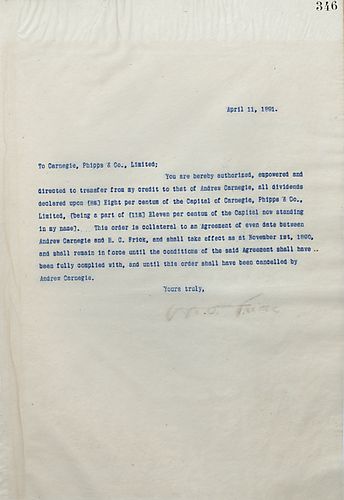 346
April 11, 1891.
To Carnegie, Phipps & Co., Limited;
You are hereby authorized, empowered and
directed to transfer from my credit to that of Andrew Carnegie, all dividends
declared upon (8%) Eight per centum of the Capital of Carnegie, Phipps & Co.,
Limited, (being a part of (11%) Eleven per centum of the Capital now standing
in my name). This order is collateral to an Agreement of even date between
Andrew Carnegie and H. C. Frick, and shall take effect as at November 1st, 1890,
and shall remain in force until the conditions of the said Agreement shall have
been fully complied with, and until this order shall have been cancelled by
Andrew Carnegie.
Yours truly,
Frick